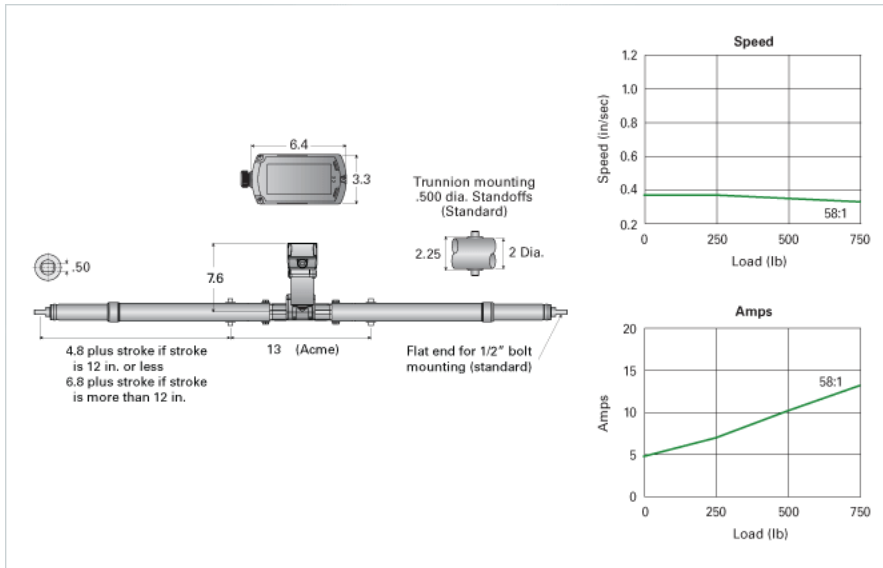 6.4
3.3
Trunnion mounting
.500 dia. Standoffs
(Standard)
2.25
2 Dia.
.50
7.6
4.8 plus stroke if stroke
is 12 in. or less
6.8 plus stroke if stroke
is more than 12 in.
13 (Acme)
Flat end for 1/2" bolt
mounting (standard)
Speed
Speed (in/sec)
1.2
1.0
0.8
0.6
0.4
0.2
58:1
0 250 500 750
Load (lb)
Amps
Amps
20
15
10
5
0
58:1
0 250 500 750
Load (lb)